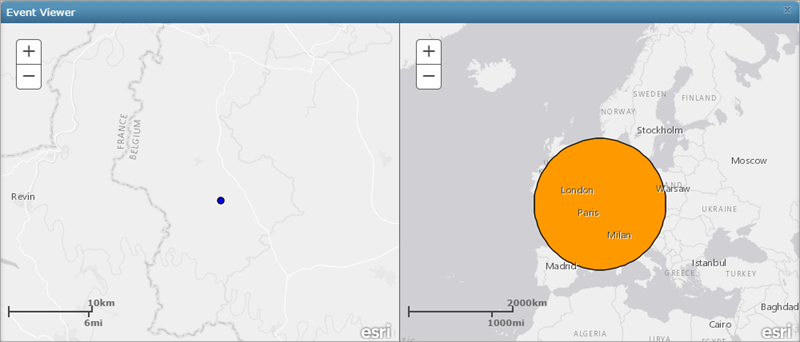 Event Viewer
×
+
−
FRANCE
BELGIUM
Revin
10km
6mi
esri
+
−
SWEDEN
FINLAND
NORWAY
Stockholm
Moscow
London
Warsaw
Paris
UKRAINE
Milan
Madrid
Istanbul
GREECE
TURKEY
2000km
1000mi
Baghdad
Cairo
ALGERIA
LIBYA
esri